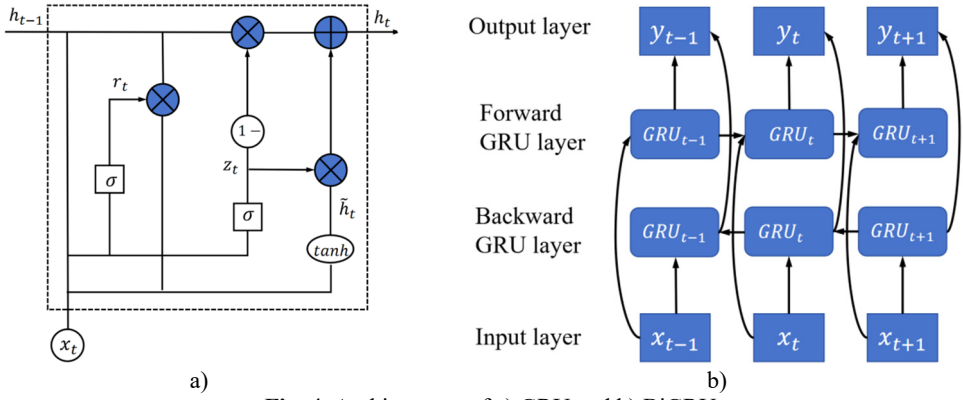 h_{t-1}
h_t
r_t
1 −
z_t
σ
σ
h̃_t
tanh
x_t
a)
Output layer
y_{t-1} y_t y_{t+1}
Forward
GRU layer
GRU_{t-1} GRU_t GRU_{t+1}
Backward
GRU layer
GRU_{t-1} GRU_t GRU_{t+1}
Input layer
x_{t-1} x_t x_{t+1}
b)